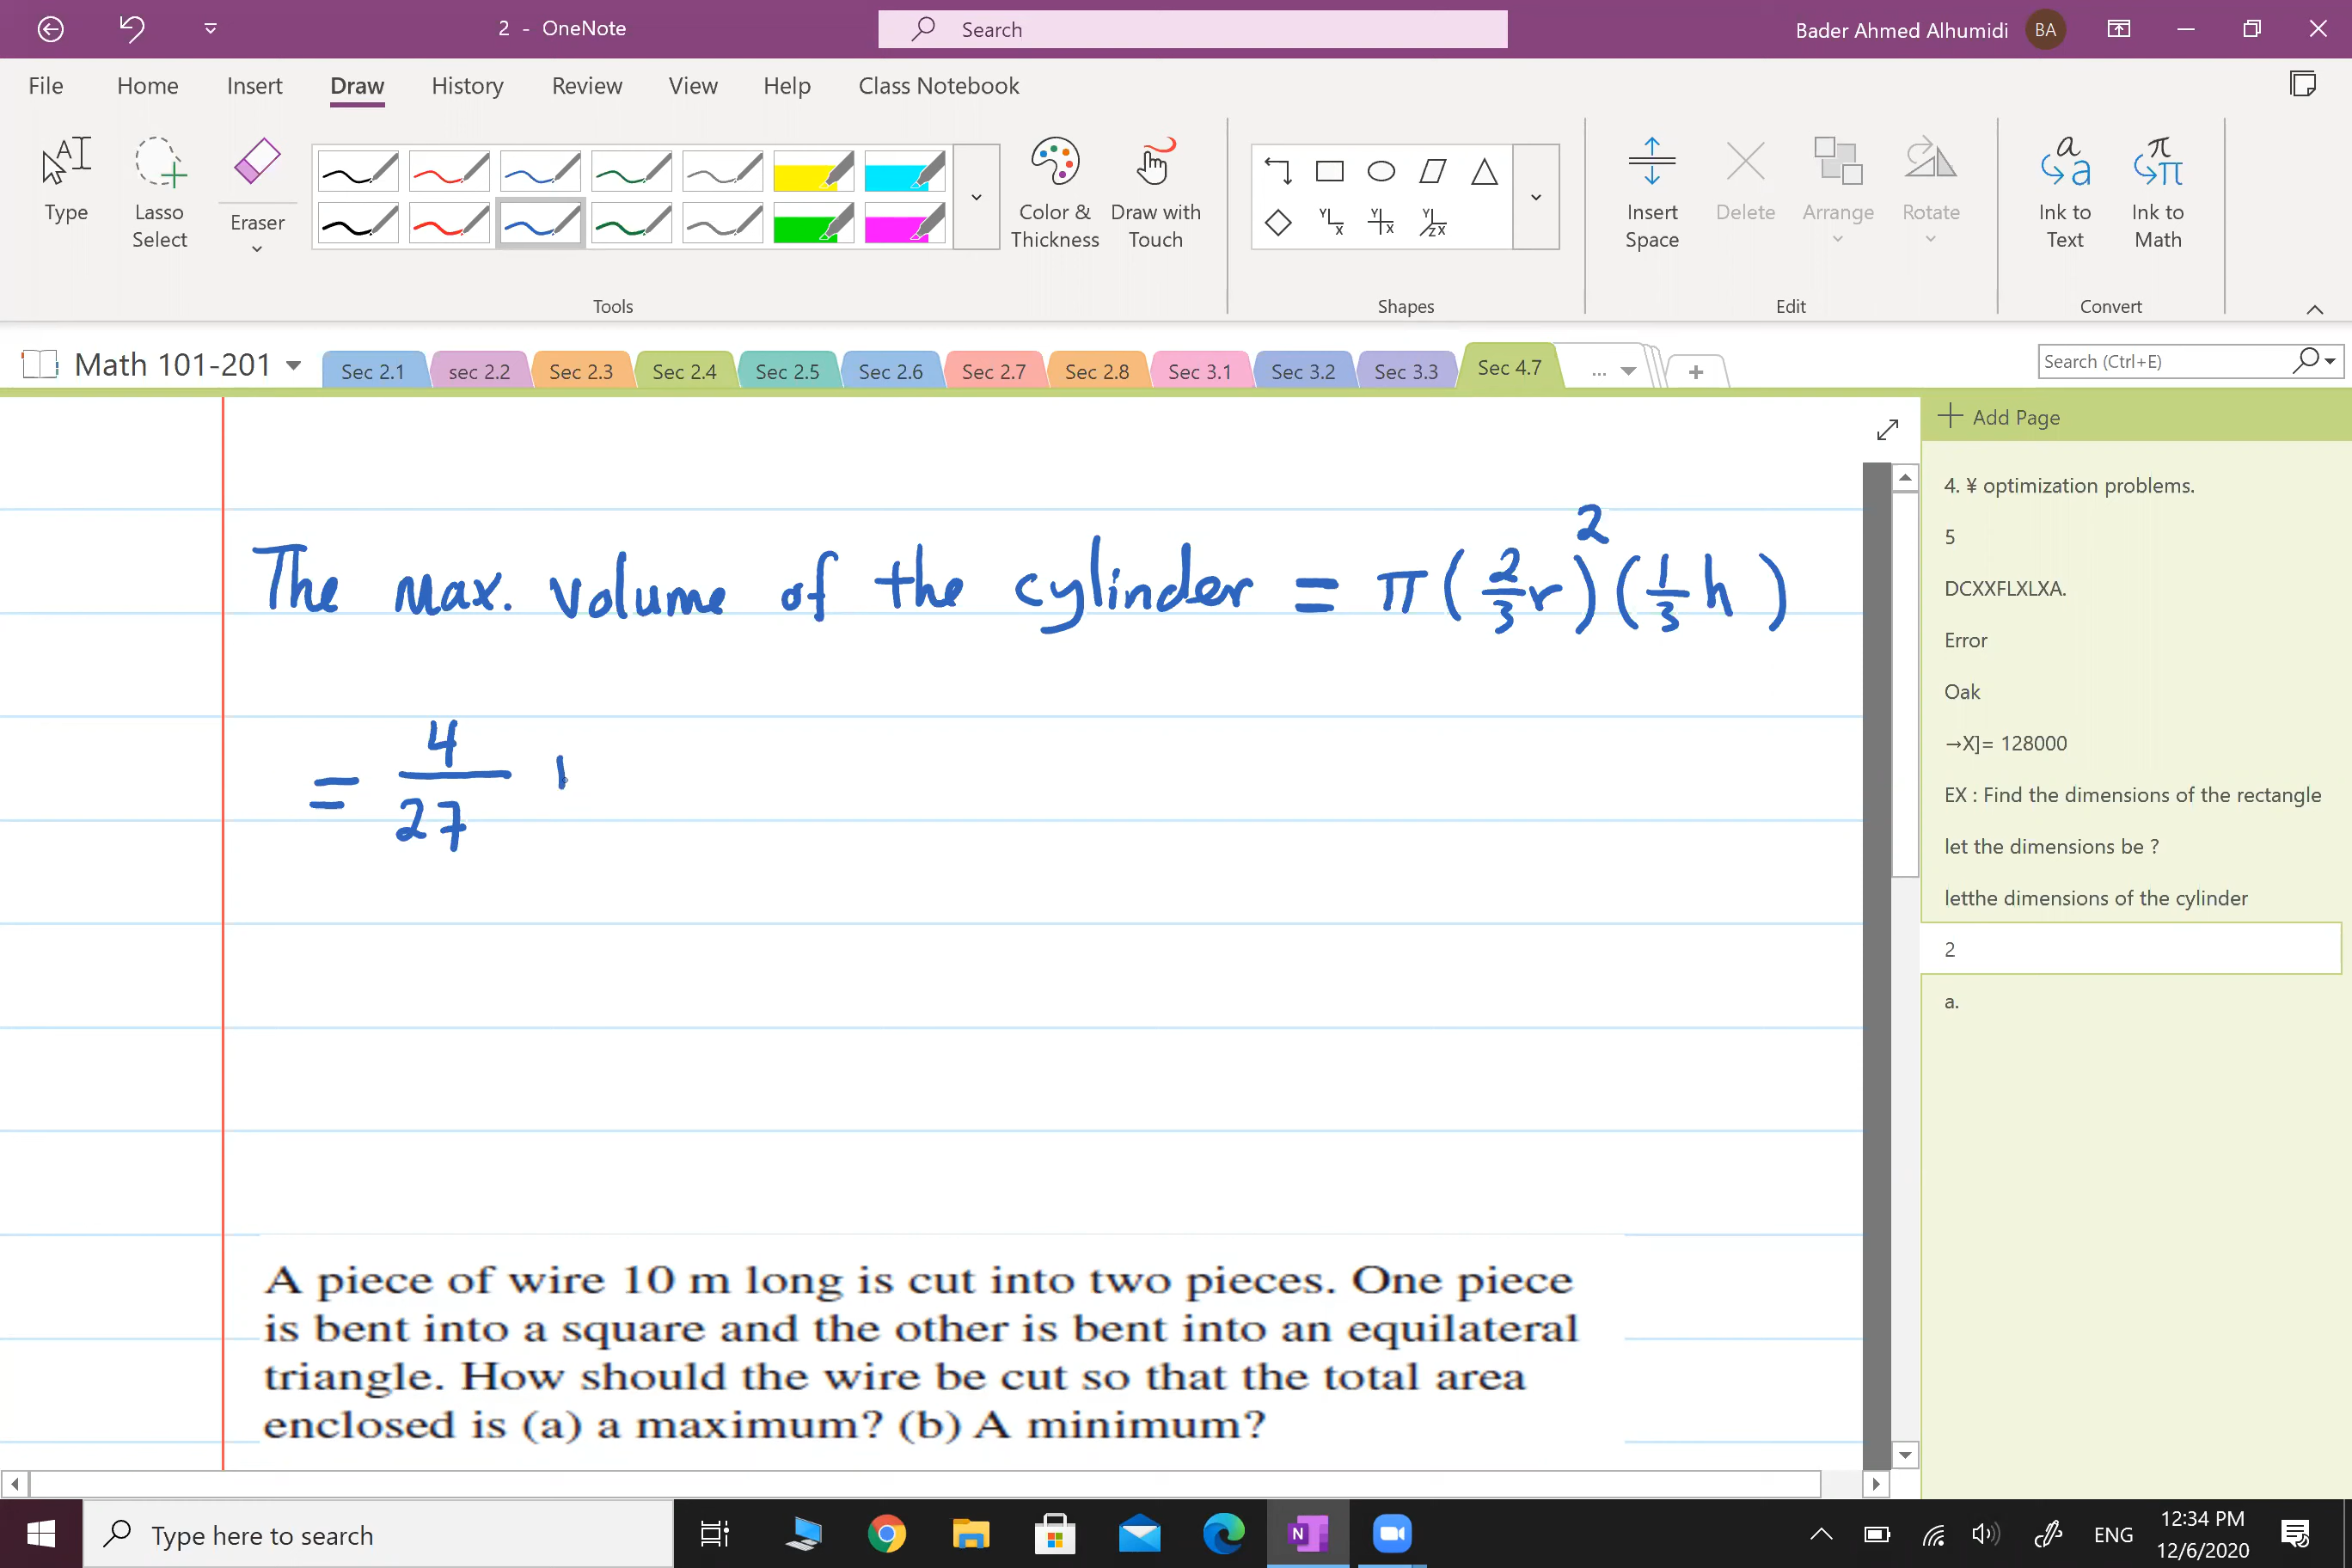 2 - OneNote
Search
Bader Ahmed Alhumidi
BA
File Home Insert Draw History Review View Help Class Notebook
Type
Lasso Select
Eraser
Color & Thickness
Draw with Touch
Insert Space
Delete
Arrange
Rotate
Ink to Text
Ink to Math
Tools
Shapes
Edit
Convert
Math 101-201
Sec 2.1
sec 2.2
Sec 2.3
Sec 2.4
Sec 2.5
Sec 2.6
Sec 2.7
Sec 2.8
Sec 3.1
Sec 3.2
Sec 3.3
Sec 4.7
...
Search (Ctrl+E)
Add Page
4. ¥ optimization problems.
5
DCXXFLXLXA.
Error
Oak
→X]= 128000
EX : Find the dimensions of the rectangle
let the dimensions be ?
letthe dimensions of the cylinder
2
a.
The max. volume of the cylinder = π(2/3 r)²(1/3 h)
= 4/27
A piece of wire 10 m long is cut into two pieces. One piece
is bent into a square and the other is bent into an equilateral
triangle. How should the wire be cut so that the total area
enclosed is (a) a maximum? (b) A minimum?
Type here to search
ENG
12:34 PM
12/6/2020